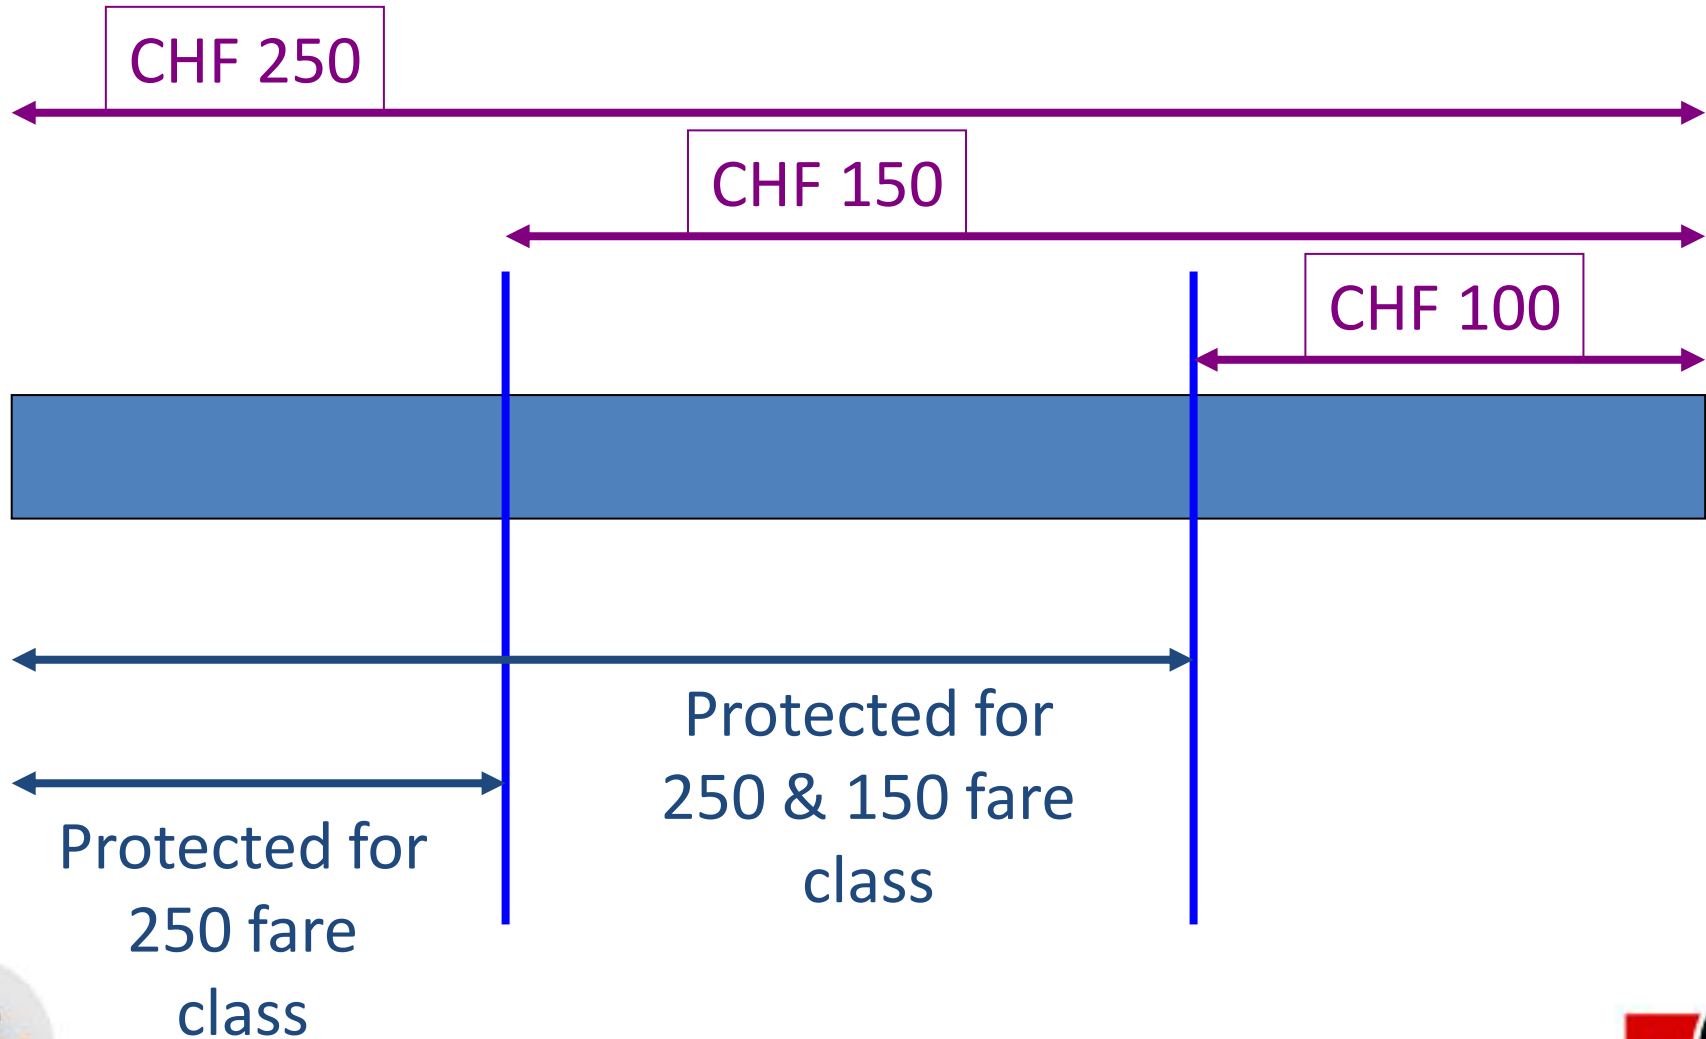 CHF 250
CHF 150
CHF 100
Protected for
250 & 150 fare
class
Protected for
250 fare
class